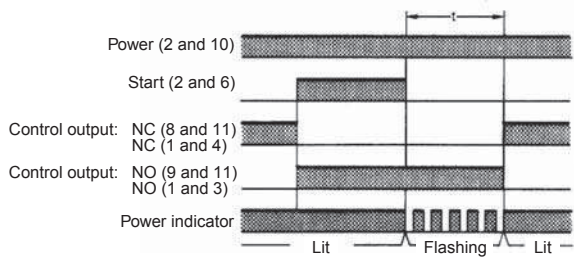 t
Power (2 and 10)
Start (2 and 6)
Control output: NC (8 and 11)
NC (1 and 4)
Control output: NO (9 and 11)
NO (1 and 3)
Power indicator
Lit Flashing Lit